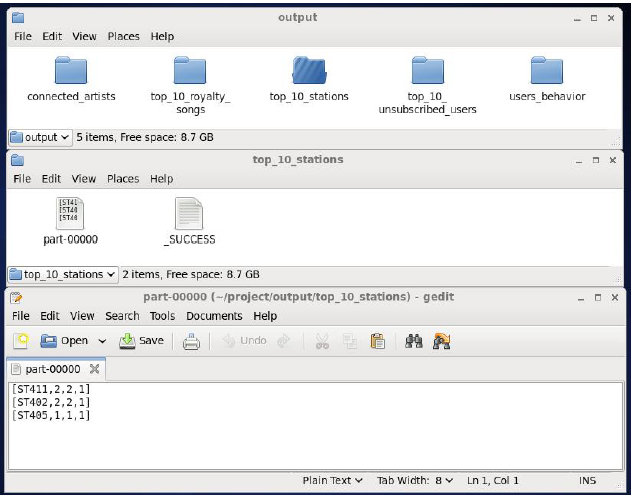 output
File Edit View Places Help
connected_artists
top_10_royalty_
songs
top_10_stations
top_10_
unsubscribed_users
users_behavior
output 5 items, Free space: 8.7 GB
top_10_stations
File Edit View Places Help
[ST41
[ST40
[ST40
part-00000
_SUCCESS
top_10_stations 2 items, Free space: 8.7 GB
part-00000 (~/project/output/top_10_stations) - gedit
File Edit View Search Tools Documents Help
Open Save Undo
part-00000
[ST411,2,2,1]
[ST402,2,2,1]
[ST405,1,1,1]
Plain Text Tab Width: 8 Ln 1, Col 1 INS